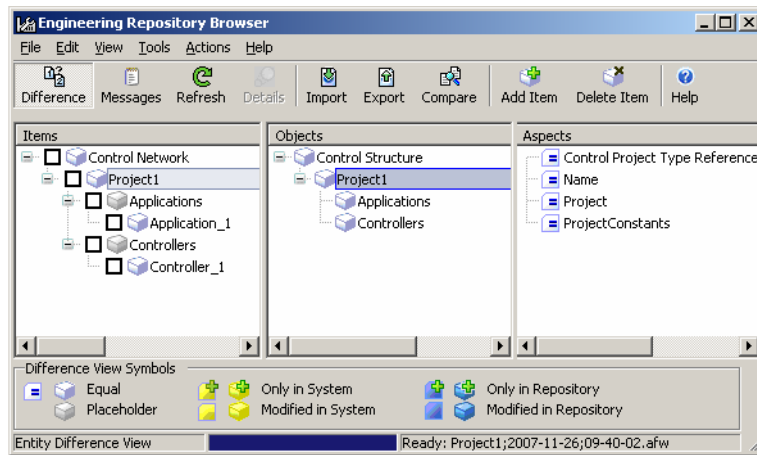 Engineering Repository Browser
File Edit View Tools Actions Help
Difference Messages Refresh Details Import Export Compare Add Item Delete Item Help
Items
Control Network
Project1
Applications
Application_1
Controllers
Controller_1
Objects
Control Structure
Project1
Applications
Controllers
Aspects
Control Project Type Reference
Name
Project
ProjectConstants
Difference View Symbols
Equal Only in System Only in Repository
Placeholder Modified in System Modified in Repository
Entity Difference View Ready: Project1;2007-11-26;09-40-02.afw